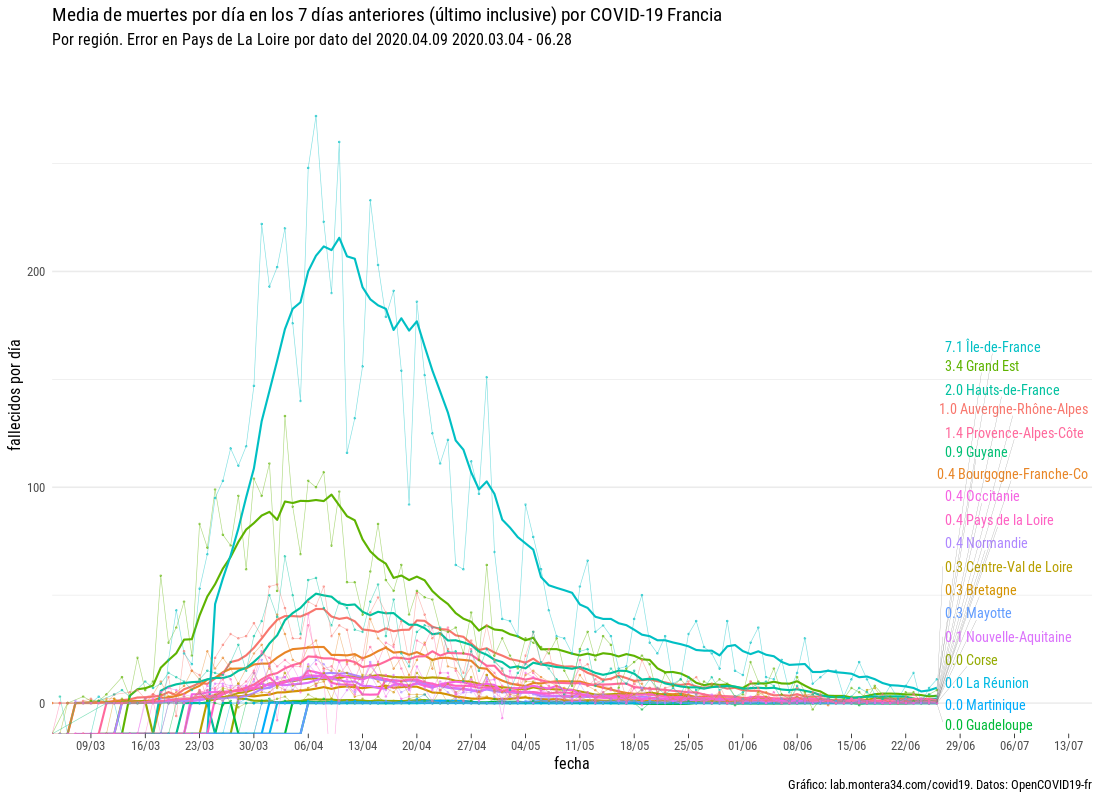 Media de muertes por día en los 7 días anteriores (último inclusive) por COVID-19 Francia
Por región. Error en Pays de La Loire por dato del 2020.04.09 2020.03.04 - 06.28
fallecidos por día
200
100
0
7.1 Île-de-France
3.4 Grand Est
2.0 Hauts-de-France
1.0 Auvergne-Rhône-Alpes
1.4 Provence-Alpes-Côte
0.9 Guyane
0.4 Bourgogne-Franche-Co
0.4 Occitanie
0.4 Pays de la Loire
0.4 Normandie
0.3 Centre-Val de Loire
0.3 Bretagne
0.3 Mayotte
0.1 Nouvelle-Aquitaine
0.0 Corse
0.0 La Réunion
0.0 Martinique
0.0 Guadeloupe
09/03 16/03 23/03 30/03 06/04 13/04 20/04 27/04 04/05 11/05 18/05 25/05 01/06 08/06 15/06 22/06 29/06 06/07 13/07
fecha
Gráfico: lab.montera34.com/covid19. Datos: OpenCOVID19-fr